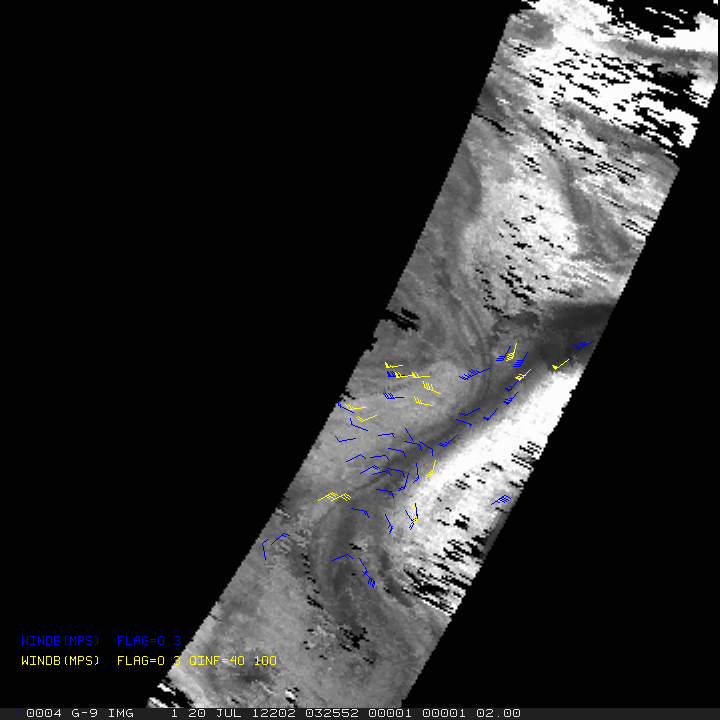 WINDB(MPS) FLAG=0 3
WINDB(MPS) FLAG=0 3 QINF=40 100
0004 G-9 IMG 1 20 JUL 12202 032552 00001 00001 02.00